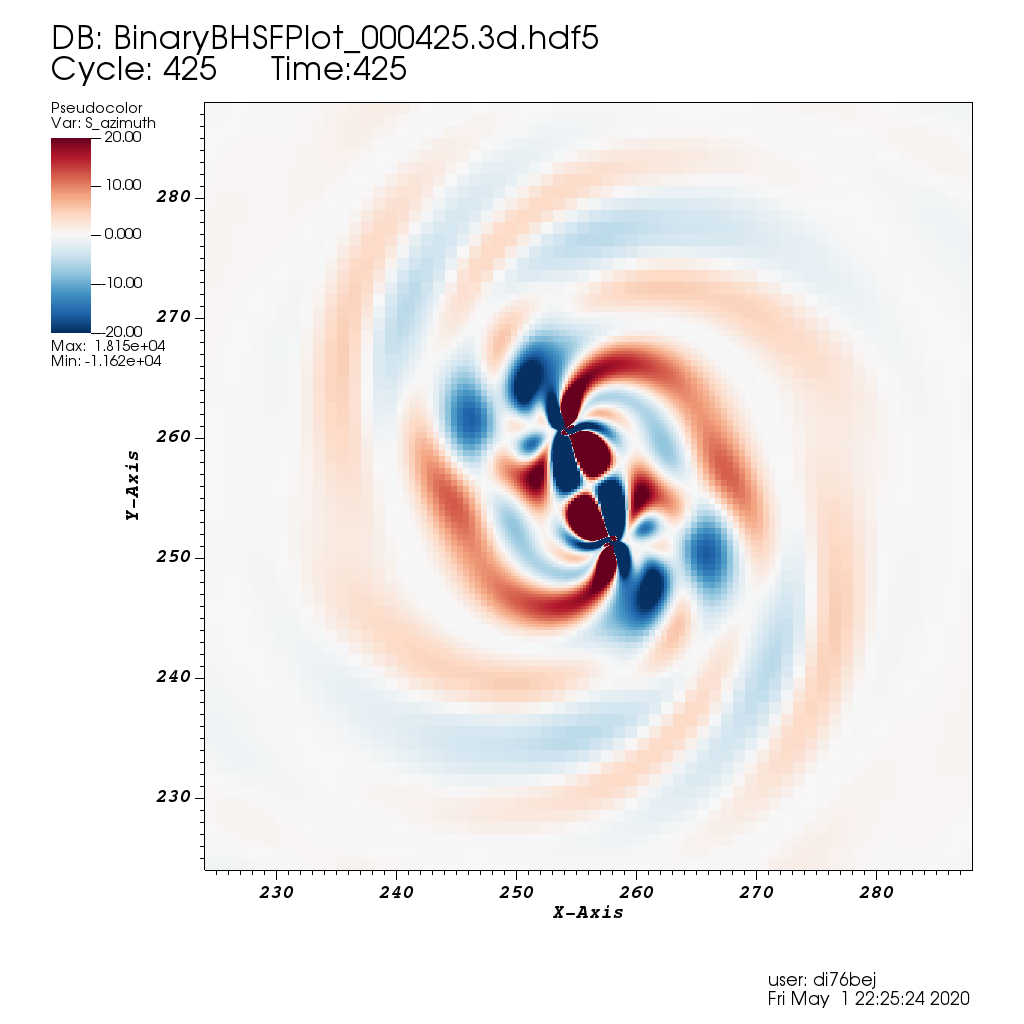 DB: BinaryBHSFPlot_000425.3d.hdf5
Cycle: 425 Time:425
Pseudocolor
Var: S_azimuth
20.00
10.00
0.000
-10.00
-20.00
Max: 1.815e+04
Min: -1.162e+04
280
270
260
250
240
230
Y-Axis
230 240 250 260 270 280
X-Axis
user: di76bej
Fri May 1 22:25:24 2020